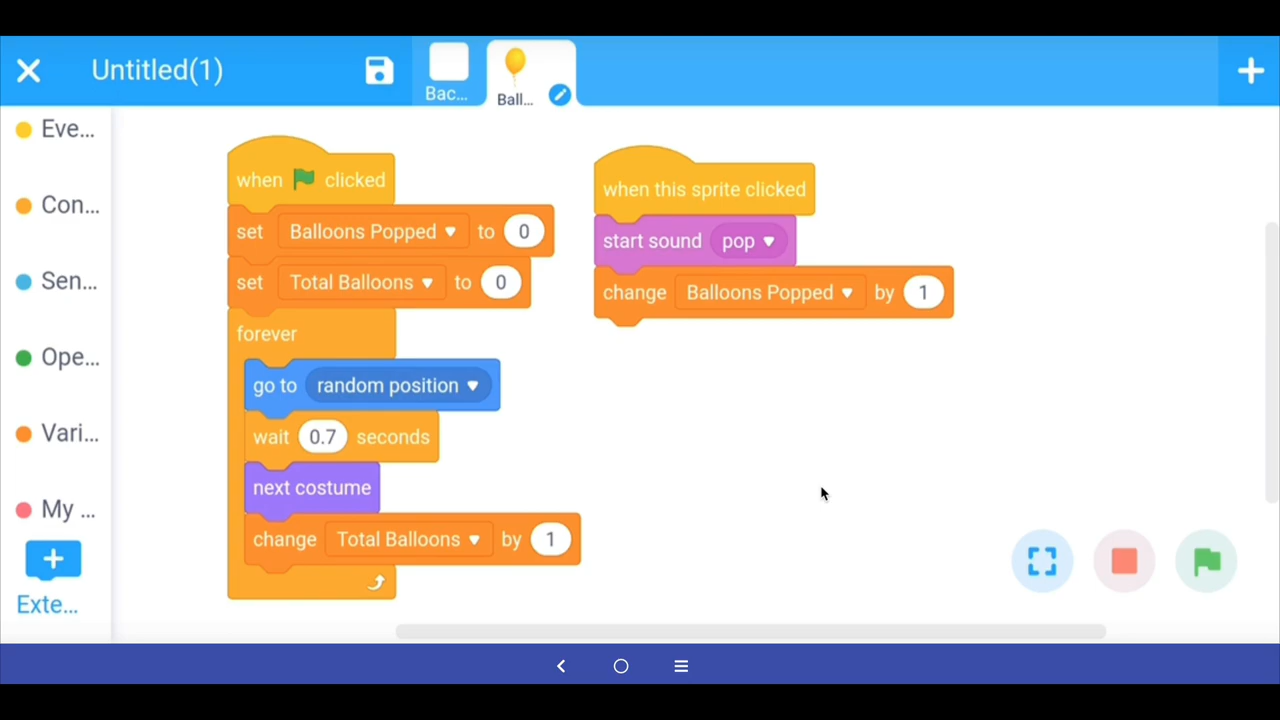 Untitled(1)
Bac...
Ball...
Eve...
Con...
Sen...
Ope...
Vari...
My ...
Exte...
when clicked
set Balloons Popped to 0
set Total Balloons to 0
forever
go to random position
wait 0.7 seconds
next costume
change Total Balloons by 1
when this sprite clicked
start sound pop
change Balloons Popped by 1